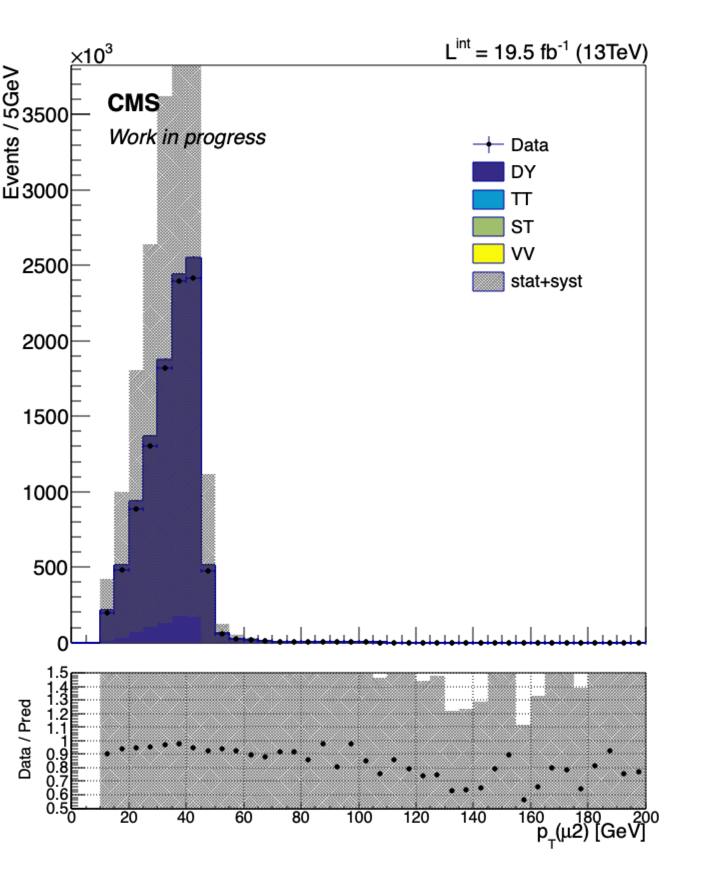 ×10³
L^int = 19.5 fb⁻¹ (13TeV)
Events / 5GeV
CMS
Work in progress
Data
DY
TT
ST
VV
stat+syst
3500
3000
2500
2000
1500
1000
500
0
Data / Pred
1.5
1.4
1.3
1.2
1.1
1
0.9
0.8
0.7
0.6
0.5
0 20 40 60 80 100 120 140 160 180 200
p_T(μ2) [GeV]